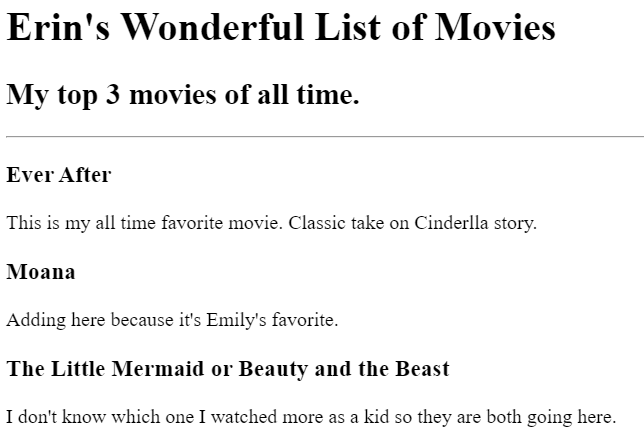 Erin's Wonderful List of Movies
My top 3 movies of all time.
Ever After
This is my all time favorite movie. Classic take on Cinderlla story.
Moana
Adding here because it's Emily's favorite.
The Little Mermaid or Beauty and the Beast
I don't know which one I watched more as a kid so they are both going here.